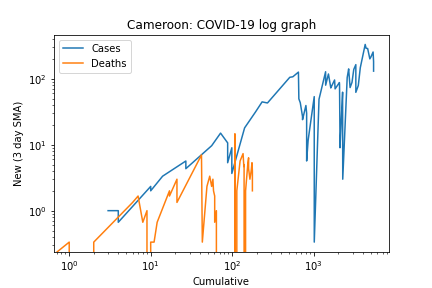 Cameroon: COVID-19 log graph
Cases
Deaths
New (3 day SMA)
10²
10¹
10⁰
10⁰ 10¹ 10² 10³
Cumulative